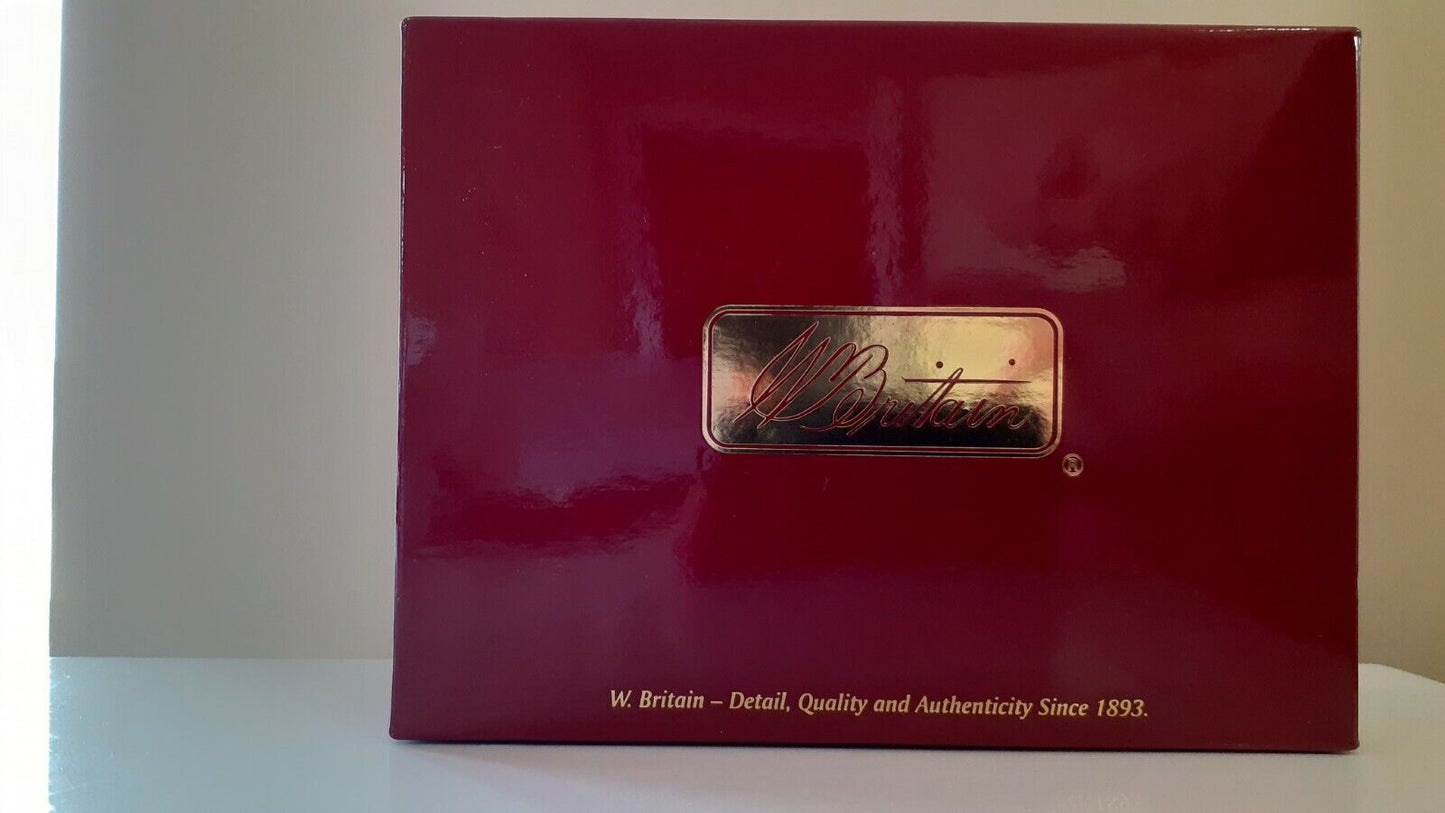 W Britain
®
W. Britain – Detail, Quality and Authenticity Since 1893.